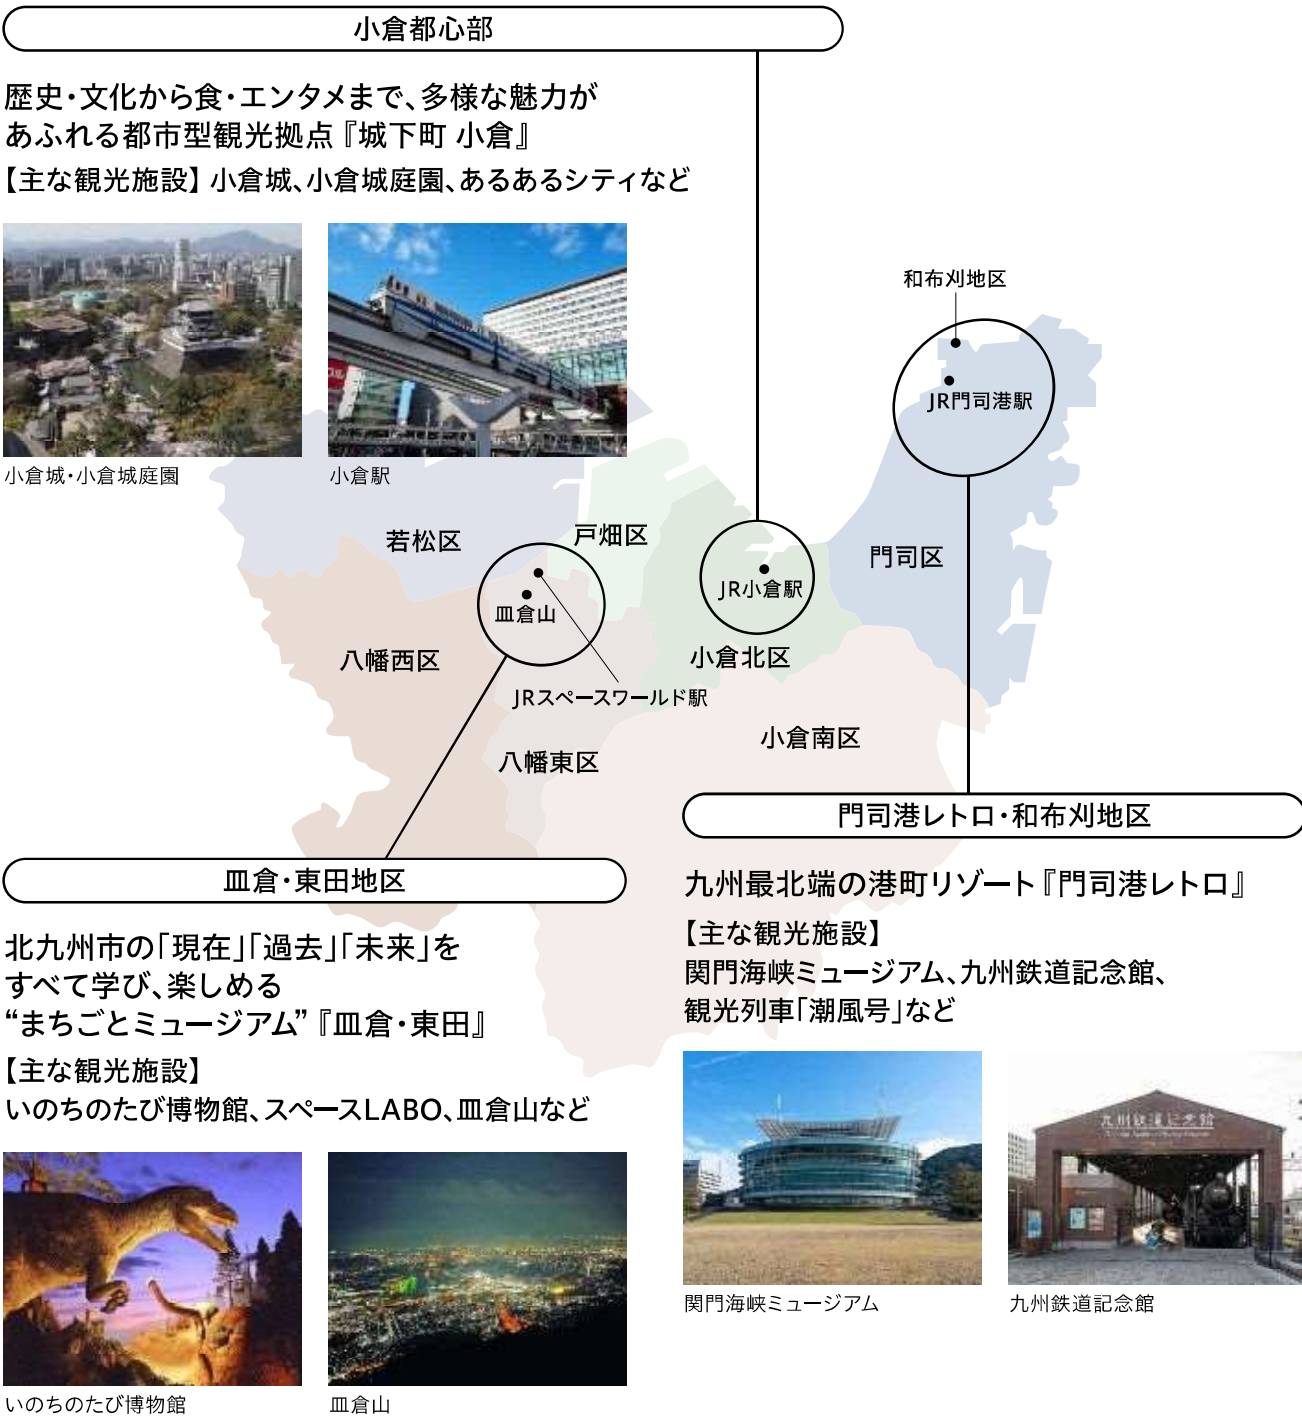 小倉都心部
歴史・文化から食・エンタメまで、多様な魅力が
あふれる都市型観光拠点『城下町 小倉』
【主な観光施設】小倉城、小倉城庭園、あるあるシティなど
小倉城・小倉城庭園
小倉駅
和布刈地区
JR門司港駅
若松区
戸畑区
門司区
JR小倉駅
皿倉山
八幡西区
小倉北区
JRスペースワールド駅
小倉南区
八幡東区
門司港レトロ・和布刈地区
九州最北端の港町リゾート『門司港レトロ』
【主な観光施設】
関門海峡ミュージアム、九州鉄道記念館、
観光列車「潮風号」など
九州鉄道記念館
関門海峡ミュージアム
九州鉄道記念館
皿倉・東田地区
北九州市の「現在」「過去」「未来」を
すべて学び、楽しめる
“まちごとミュージアム”『皿倉・東田』
【主な観光施設】
いのちのたび博物館、スペースLABO、皿倉山など
いのちのたび博物館
皿倉山